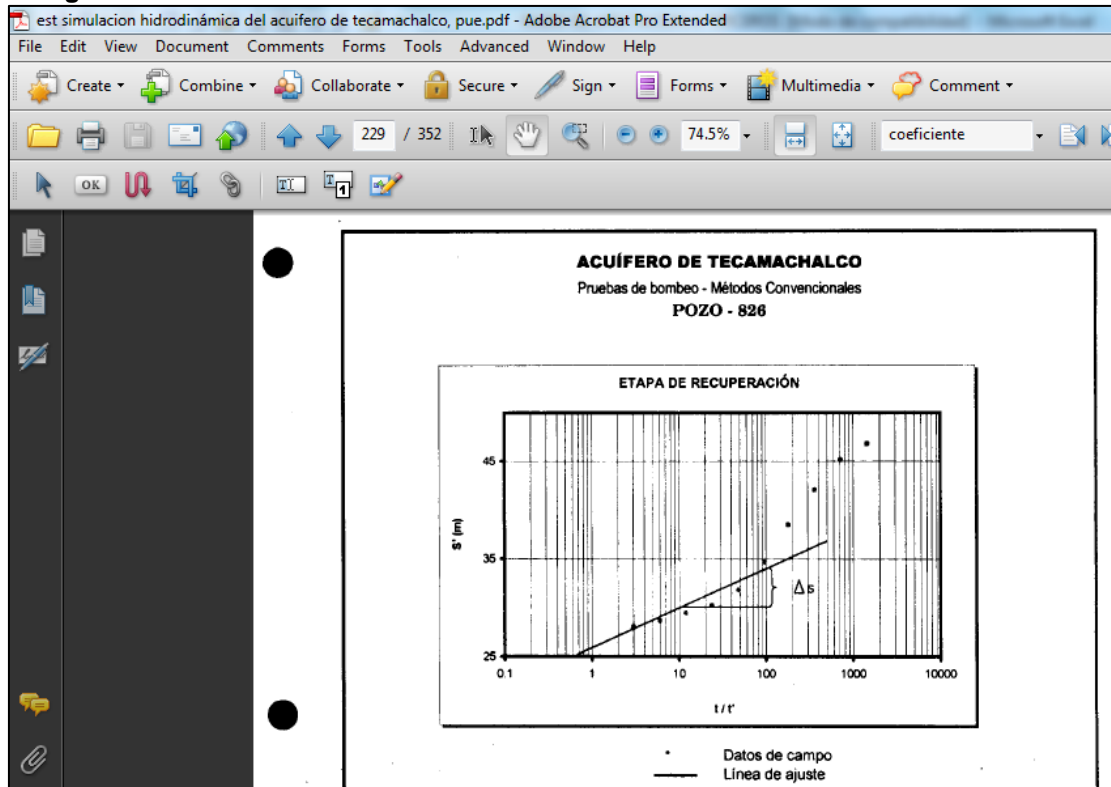 est simulacion hidrodinámica del acuifero de tecamachalco, pue.pdf - Adobe Acrobat Pro Extended
File Edit View Document Comments Forms Tools Advanced Window Help
Create Combine Collaborate Secure Sign Forms Multimedia Comment
229 / 352 74.5% coeficiente
OK T T 1
ACUÍFERO DE TECAMACHALCO
Pruebas de bombeo - Métodos Convencionales
POZO - 826
ETAPA DE RECUPERACIÓN
45
S' (m)
35
Δs
25
0.1 1 10 100 1000 10000
t / t'
Datos de campo
Línea de ajuste